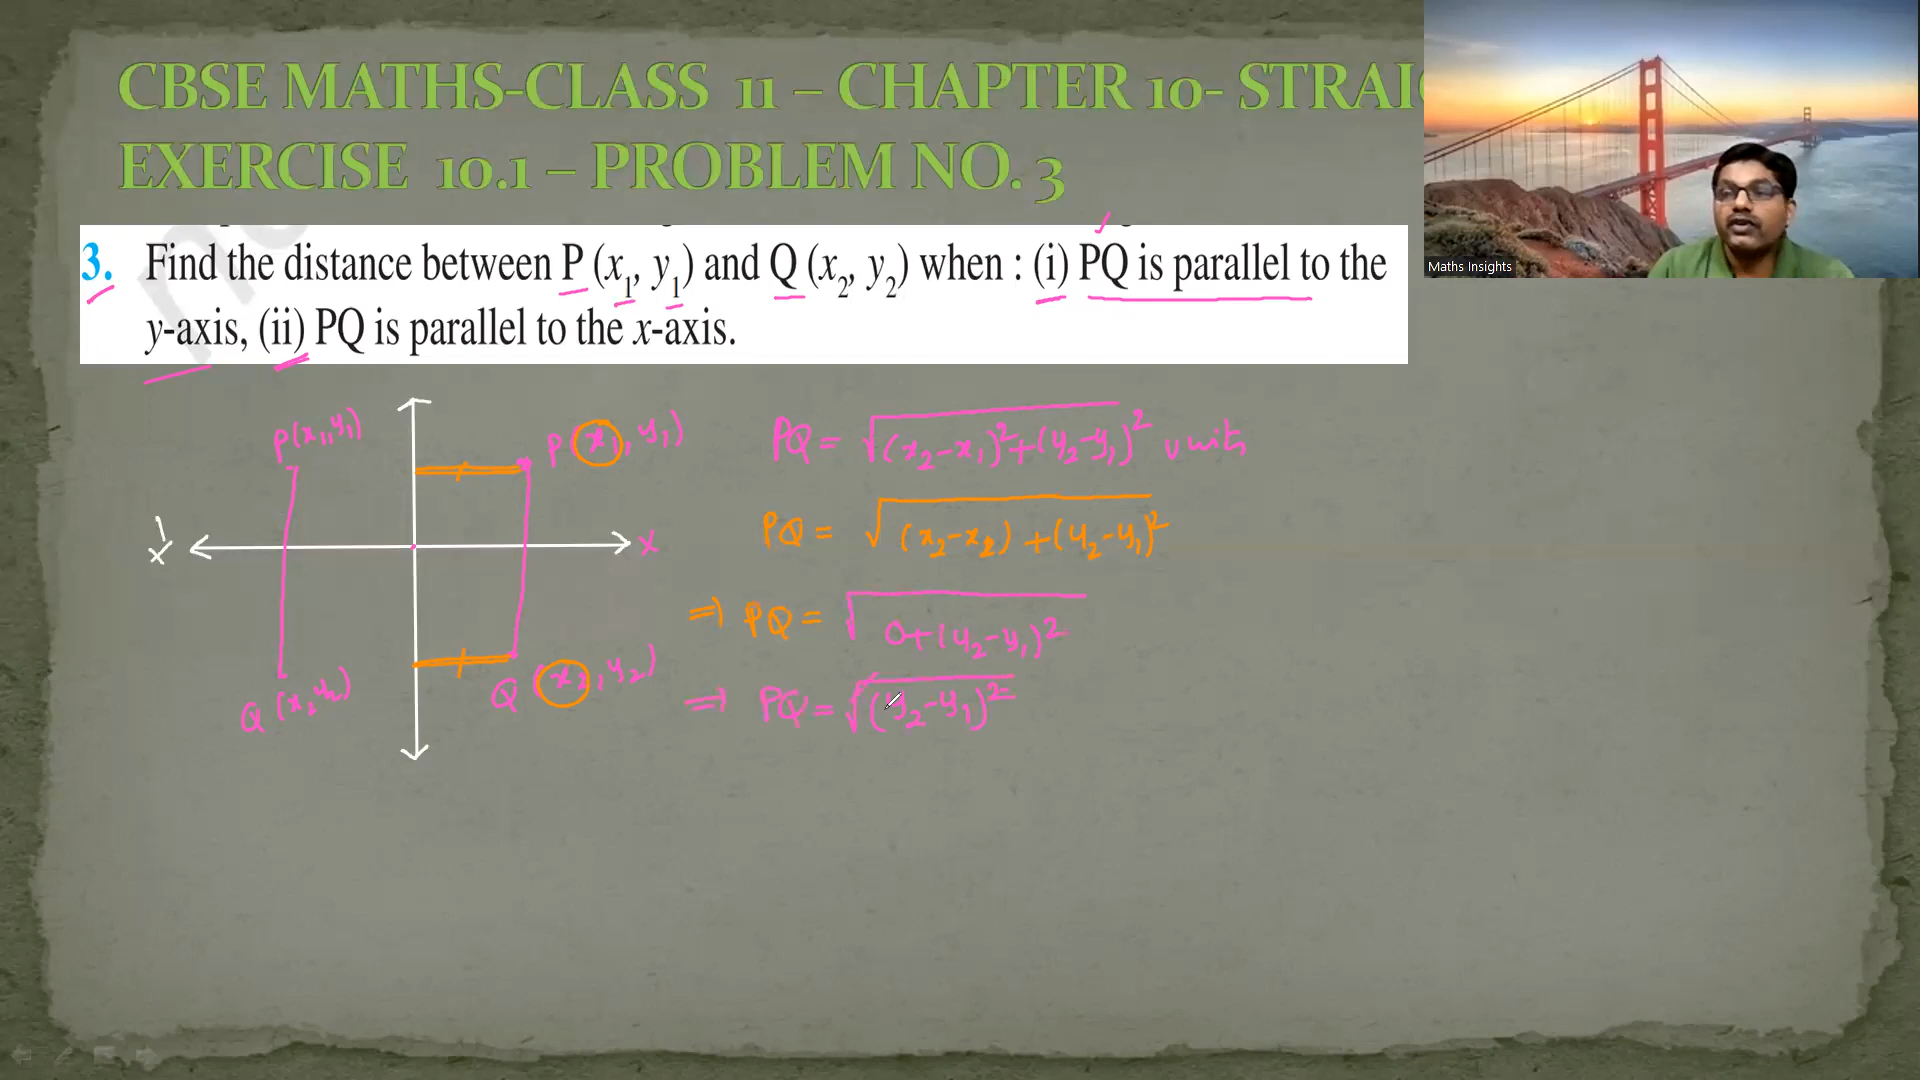 CBSE MATHS-CLASS 11 – CHAPTER 10- STRAI
EXERCISE 10.1 – PROBLEM NO. 3
Maths Insights
3. Find the distance between P (x₁, y₁) and Q (x₂, y₂) when : (i) PQ is parallel to the
y-axis, (ii) PQ is parallel to the x-axis.
P(x₁, y₁)
P (x₁, y₁)
X'
X
Q (x₂, y₂)
Q (x₂, y₂)
PQ = √(x₂-x₁)²+(y₂-y₁)² units
PQ = √(x₂-x₂) +(y₂-y₁)²
⇒ PQ = √0+(y₂-y₁)²
⇒ PQ = √(y₂-y₁)²